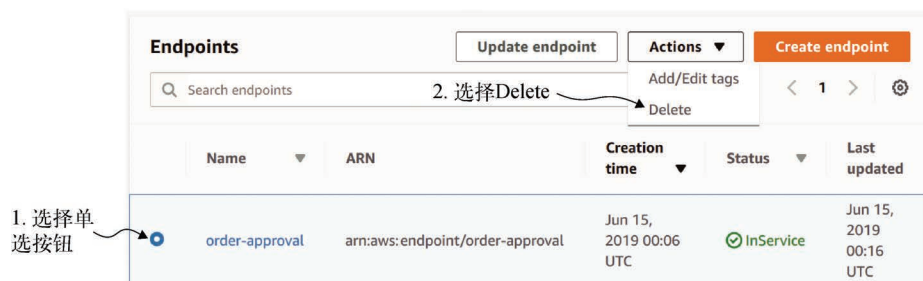 Endpoints
Update endpoint
Actions
Create endpoint
Search endpoints
2. 选择Delete
Add/Edit tags
Delete
1
Name
ARN
Creation
time
Status
Last
updated
1. 选择单
选按钮
order-approval
arn:aws:endpoint/order-approval
Jun 15,
2019 00:06
UTC
InService
Jun 15,
2019
00:16
UTC